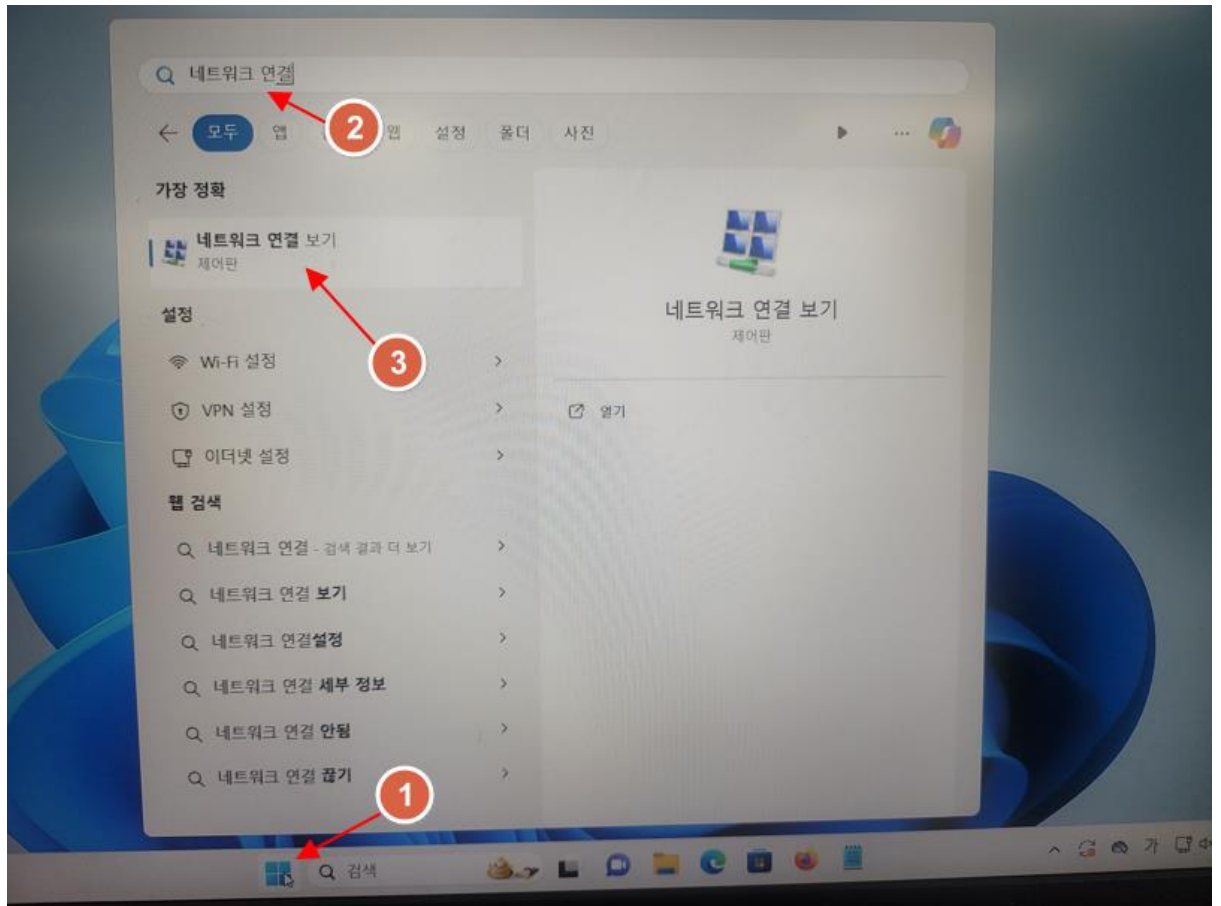 네트워크 연결
2
모두 앱 웹 설정 폴더 사진
가장 정확
네트워크 연결 보기
제어판
네트워크 연결 보기
제어판
열기
설정
Wi-Fi 설정
3
VPN 설정
이더넷 설정
웹 검색
네트워크 연결 - 검색 결과 더 보기
네트워크 연결 보기
네트워크 연결설정
네트워크 연결 세부 정보
네트워크 연결 안됨
네트워크 연결 끊기
1
검색
가